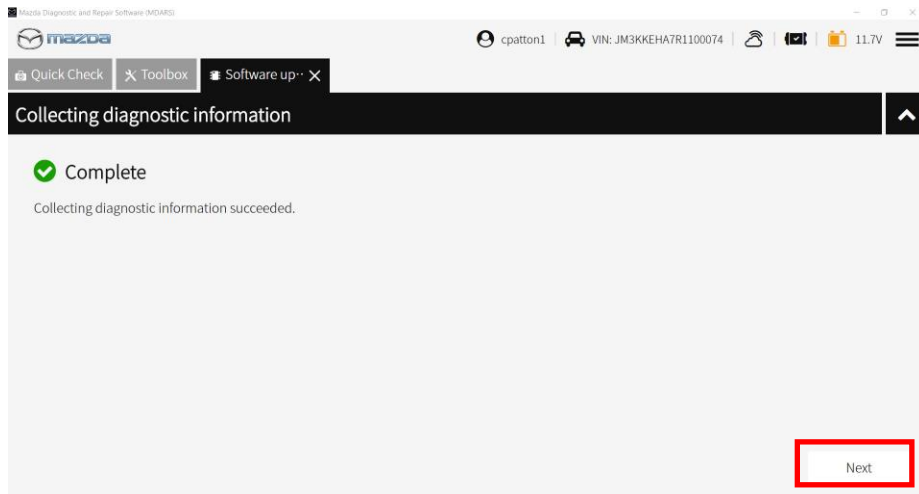 Mazda Diagnostic and Repair Software (MDARS)
mazda
cpatton1
VIN: JM3KKEHA7R1100074
11.7V
Quick Check
Toolbox
Software up··
Collecting diagnostic information
Complete
Collecting diagnostic information succeeded.
Next